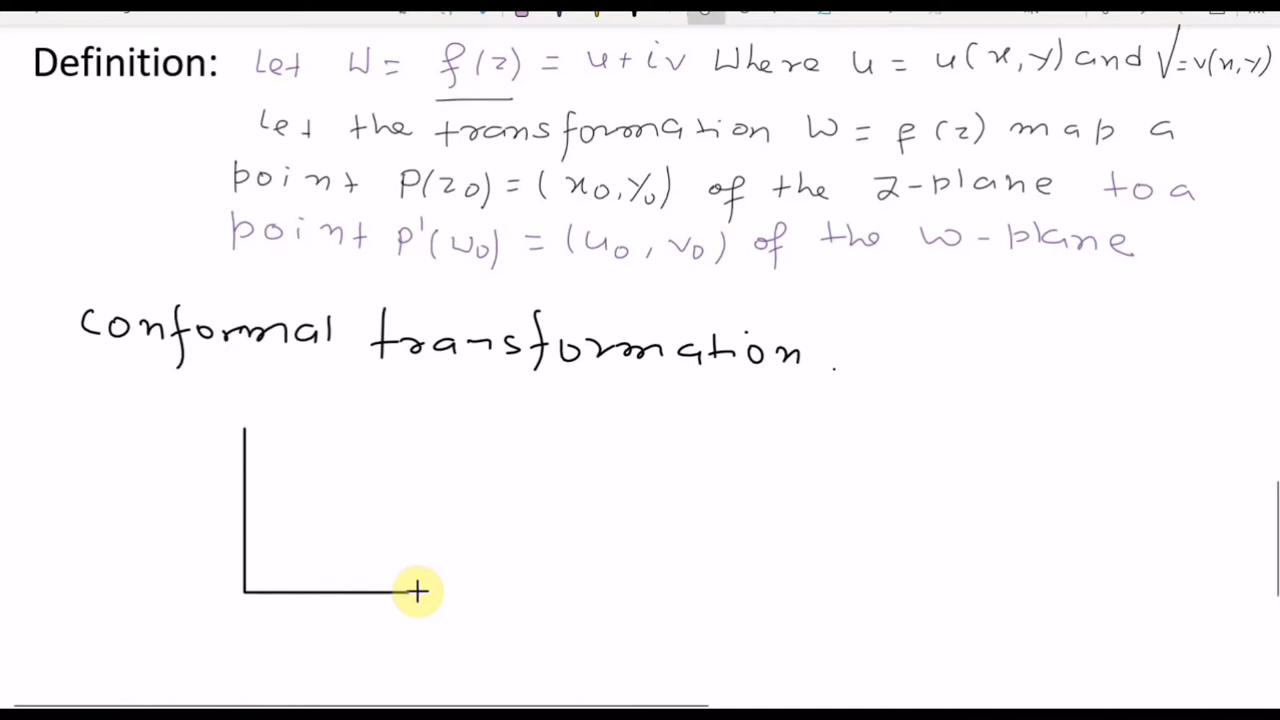 Definition: Let W = f(z) = u + iv Where u = u(x,y) and V = v(x,y)
Let the transformation W = f(z) map a
point P(z0) = (x0, y0) of the z-plane to a
point P'(w0) = (u0, v0) of the w-plane
Conformal transformation.